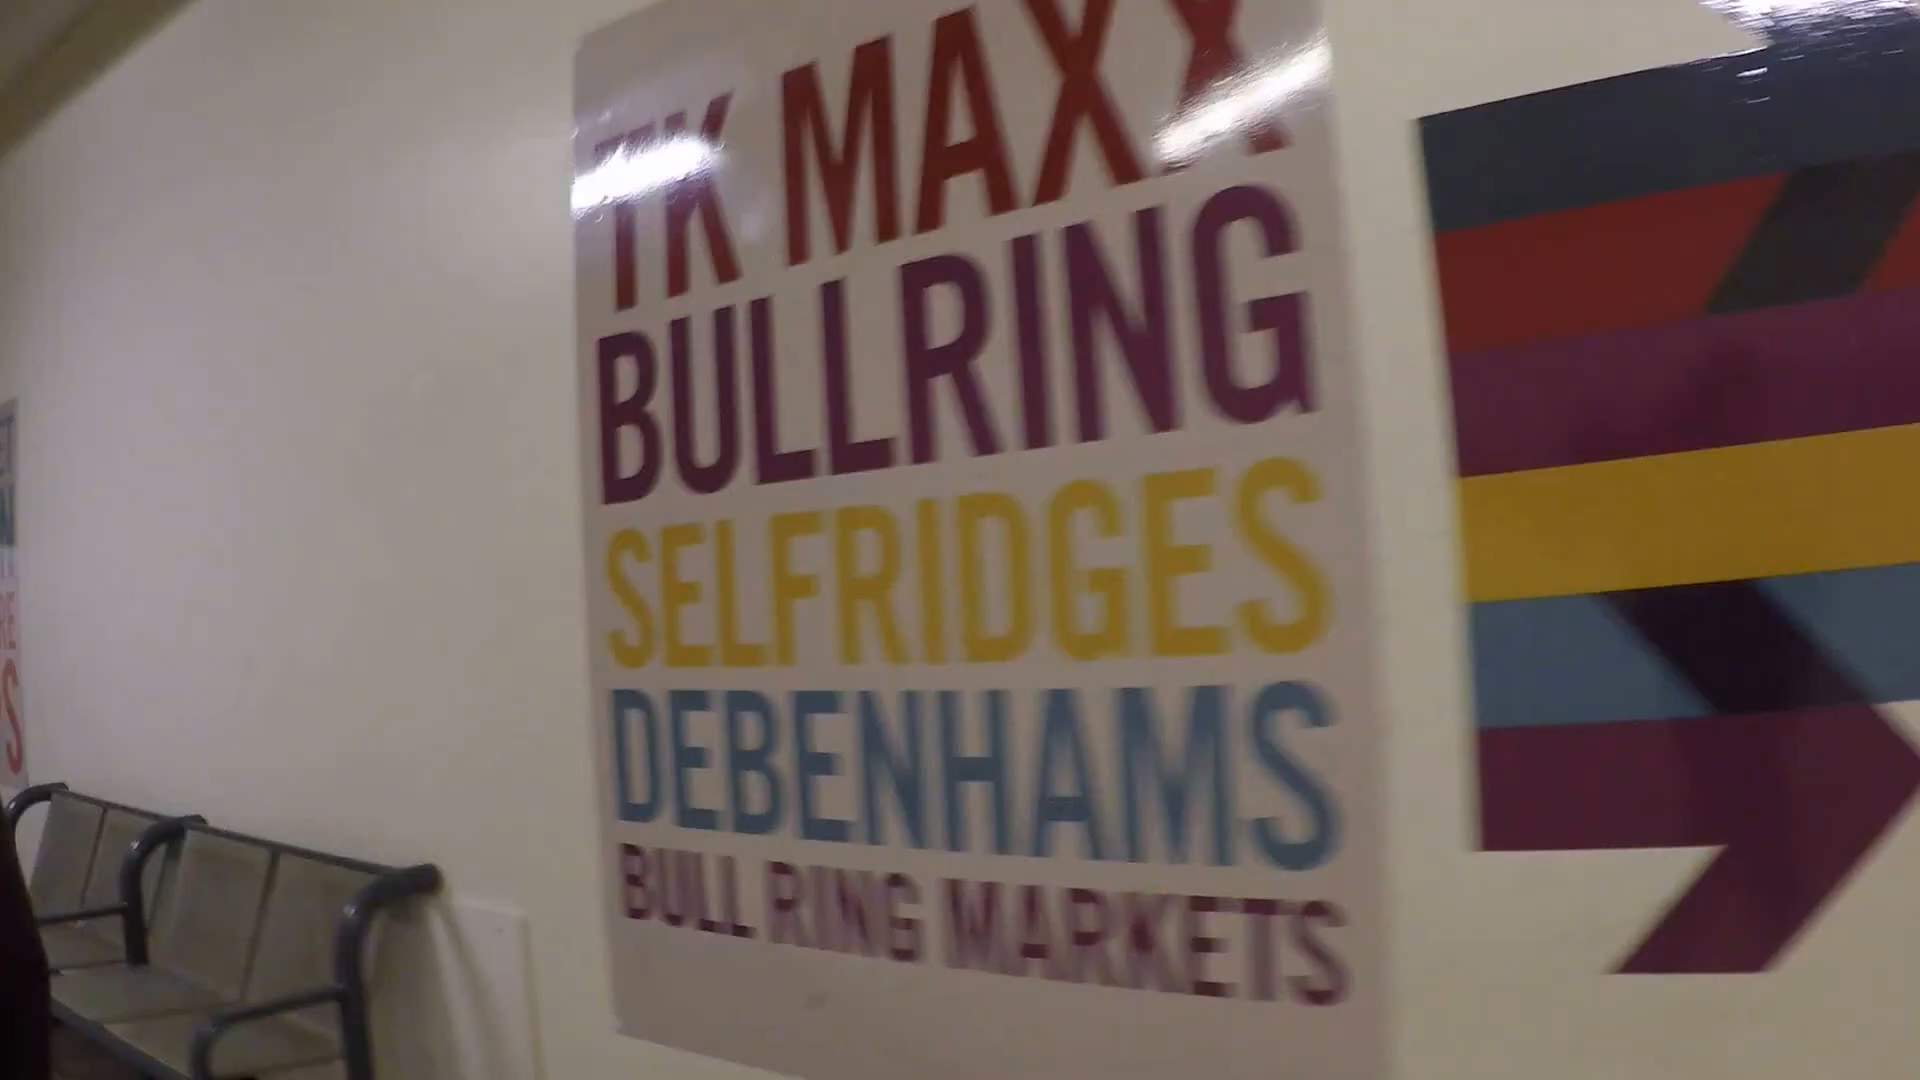 TK MAXX
BULLRING
SELFRIDGES
DEBENHAMS
BULL RING MARKETS